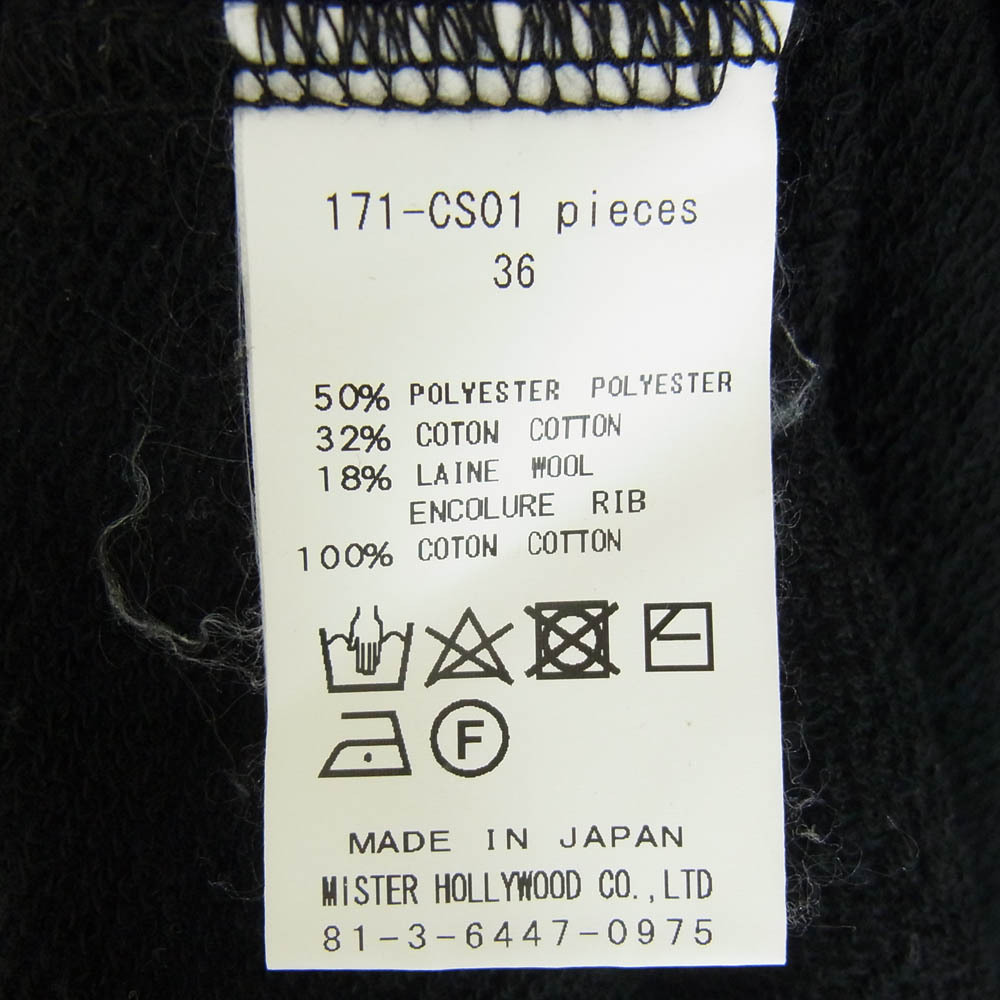 171-CS01 pieces
36
50% POLYESTER POLYESTER
32% COTON COTTON
18% LAINE WOOL
ENCOLURE RIB
100% COTON COTTON
F
MADE IN JAPAN
MiSTER HOLLYWOOD CO.,LTD
81-3-6447-0975